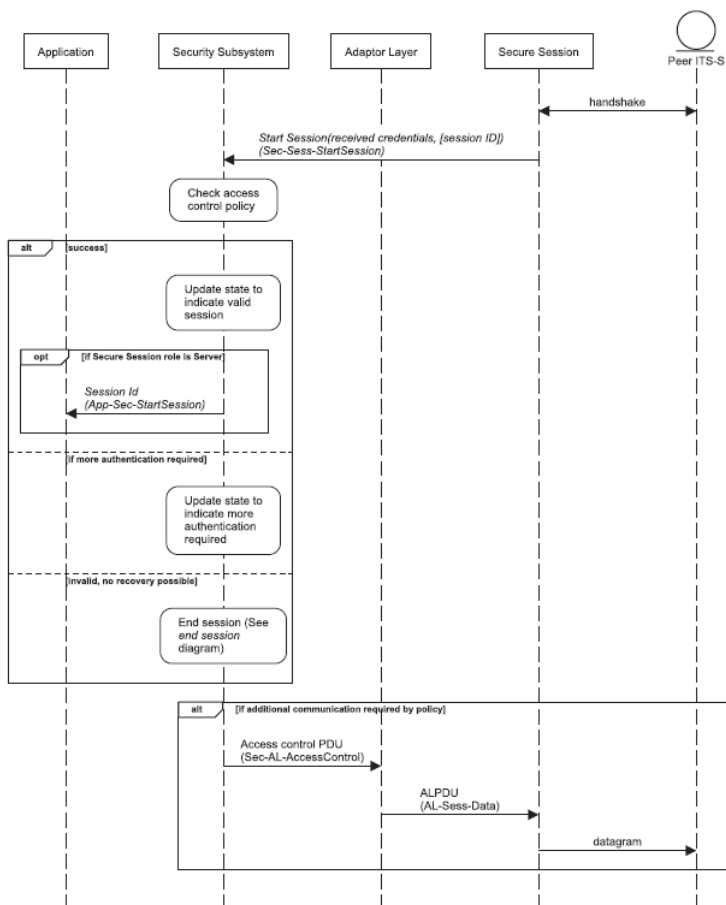 Application
Security Subsystem
Adaptor Layer
Secure Session
Peer ITS-S
handshake
Start Session(received credentials, [session ID])
(Sec-Sess-StartSession)
Check access
control policy
alt
[success]
Update state to
indicate valid
session
opt
[if Secure Session role is Server]
Session Id
(App-Sec-StartSession)
[if more authentication required]
Update state to
indicate more
authentication
required
[invalid, no recovery possible]
End session (See
end session
diagram)
alt
[if additional communication required by policy]
Access control PDU
(Sec-AL-AccessControl)
ALPDU
(AL-Sess-Data)
datagram